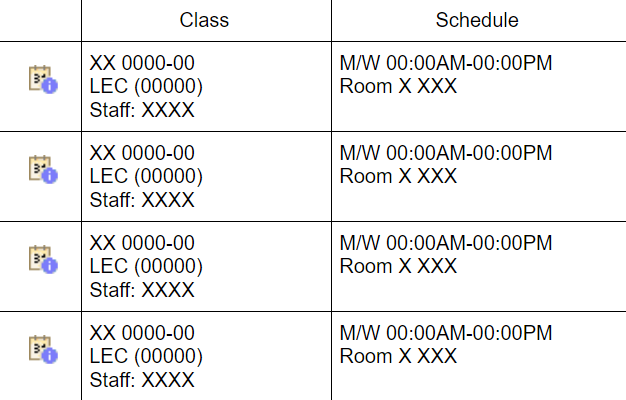 Class Schedule
XX 0000-00 M/W 00:00AM-00:00PM
LEC (00000) Room X XXX
Staff: XXXX
XX 0000-00 M/W 00:00AM-00:00PM
LEC (00000) Room X XXX
Staff: XXXX
XX 0000-00 M/W 00:00AM-00:00PM
LEC (00000) Room X XXX
Staff: XXXX
XX 0000-00 M/W 00:00AM-00:00PM
LEC (00000) Room X XXX
Staff: XXXX